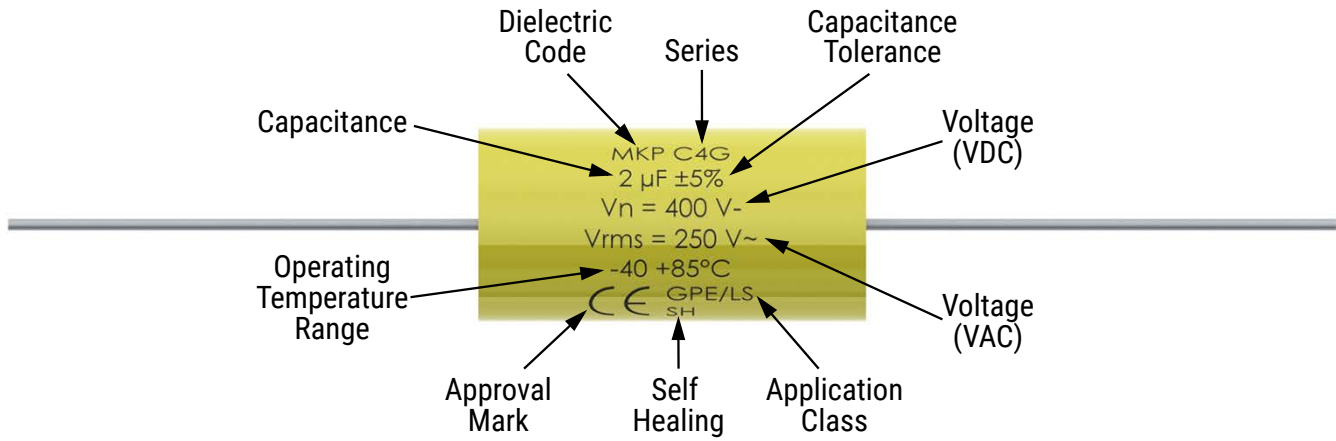 Dielectric
Code
Series
Capacitance
Tolerance
Capacitance
Voltage
(VDC)
MKP C4G
2 µF ±5%
Vn = 400 V-
Vrms = 250 V~
-40 +85°C
CE GPE/LS
SH
Operating
Temperature
Range
Voltage
(VAC)
Approval
Mark
Self
Healing
Application
Class